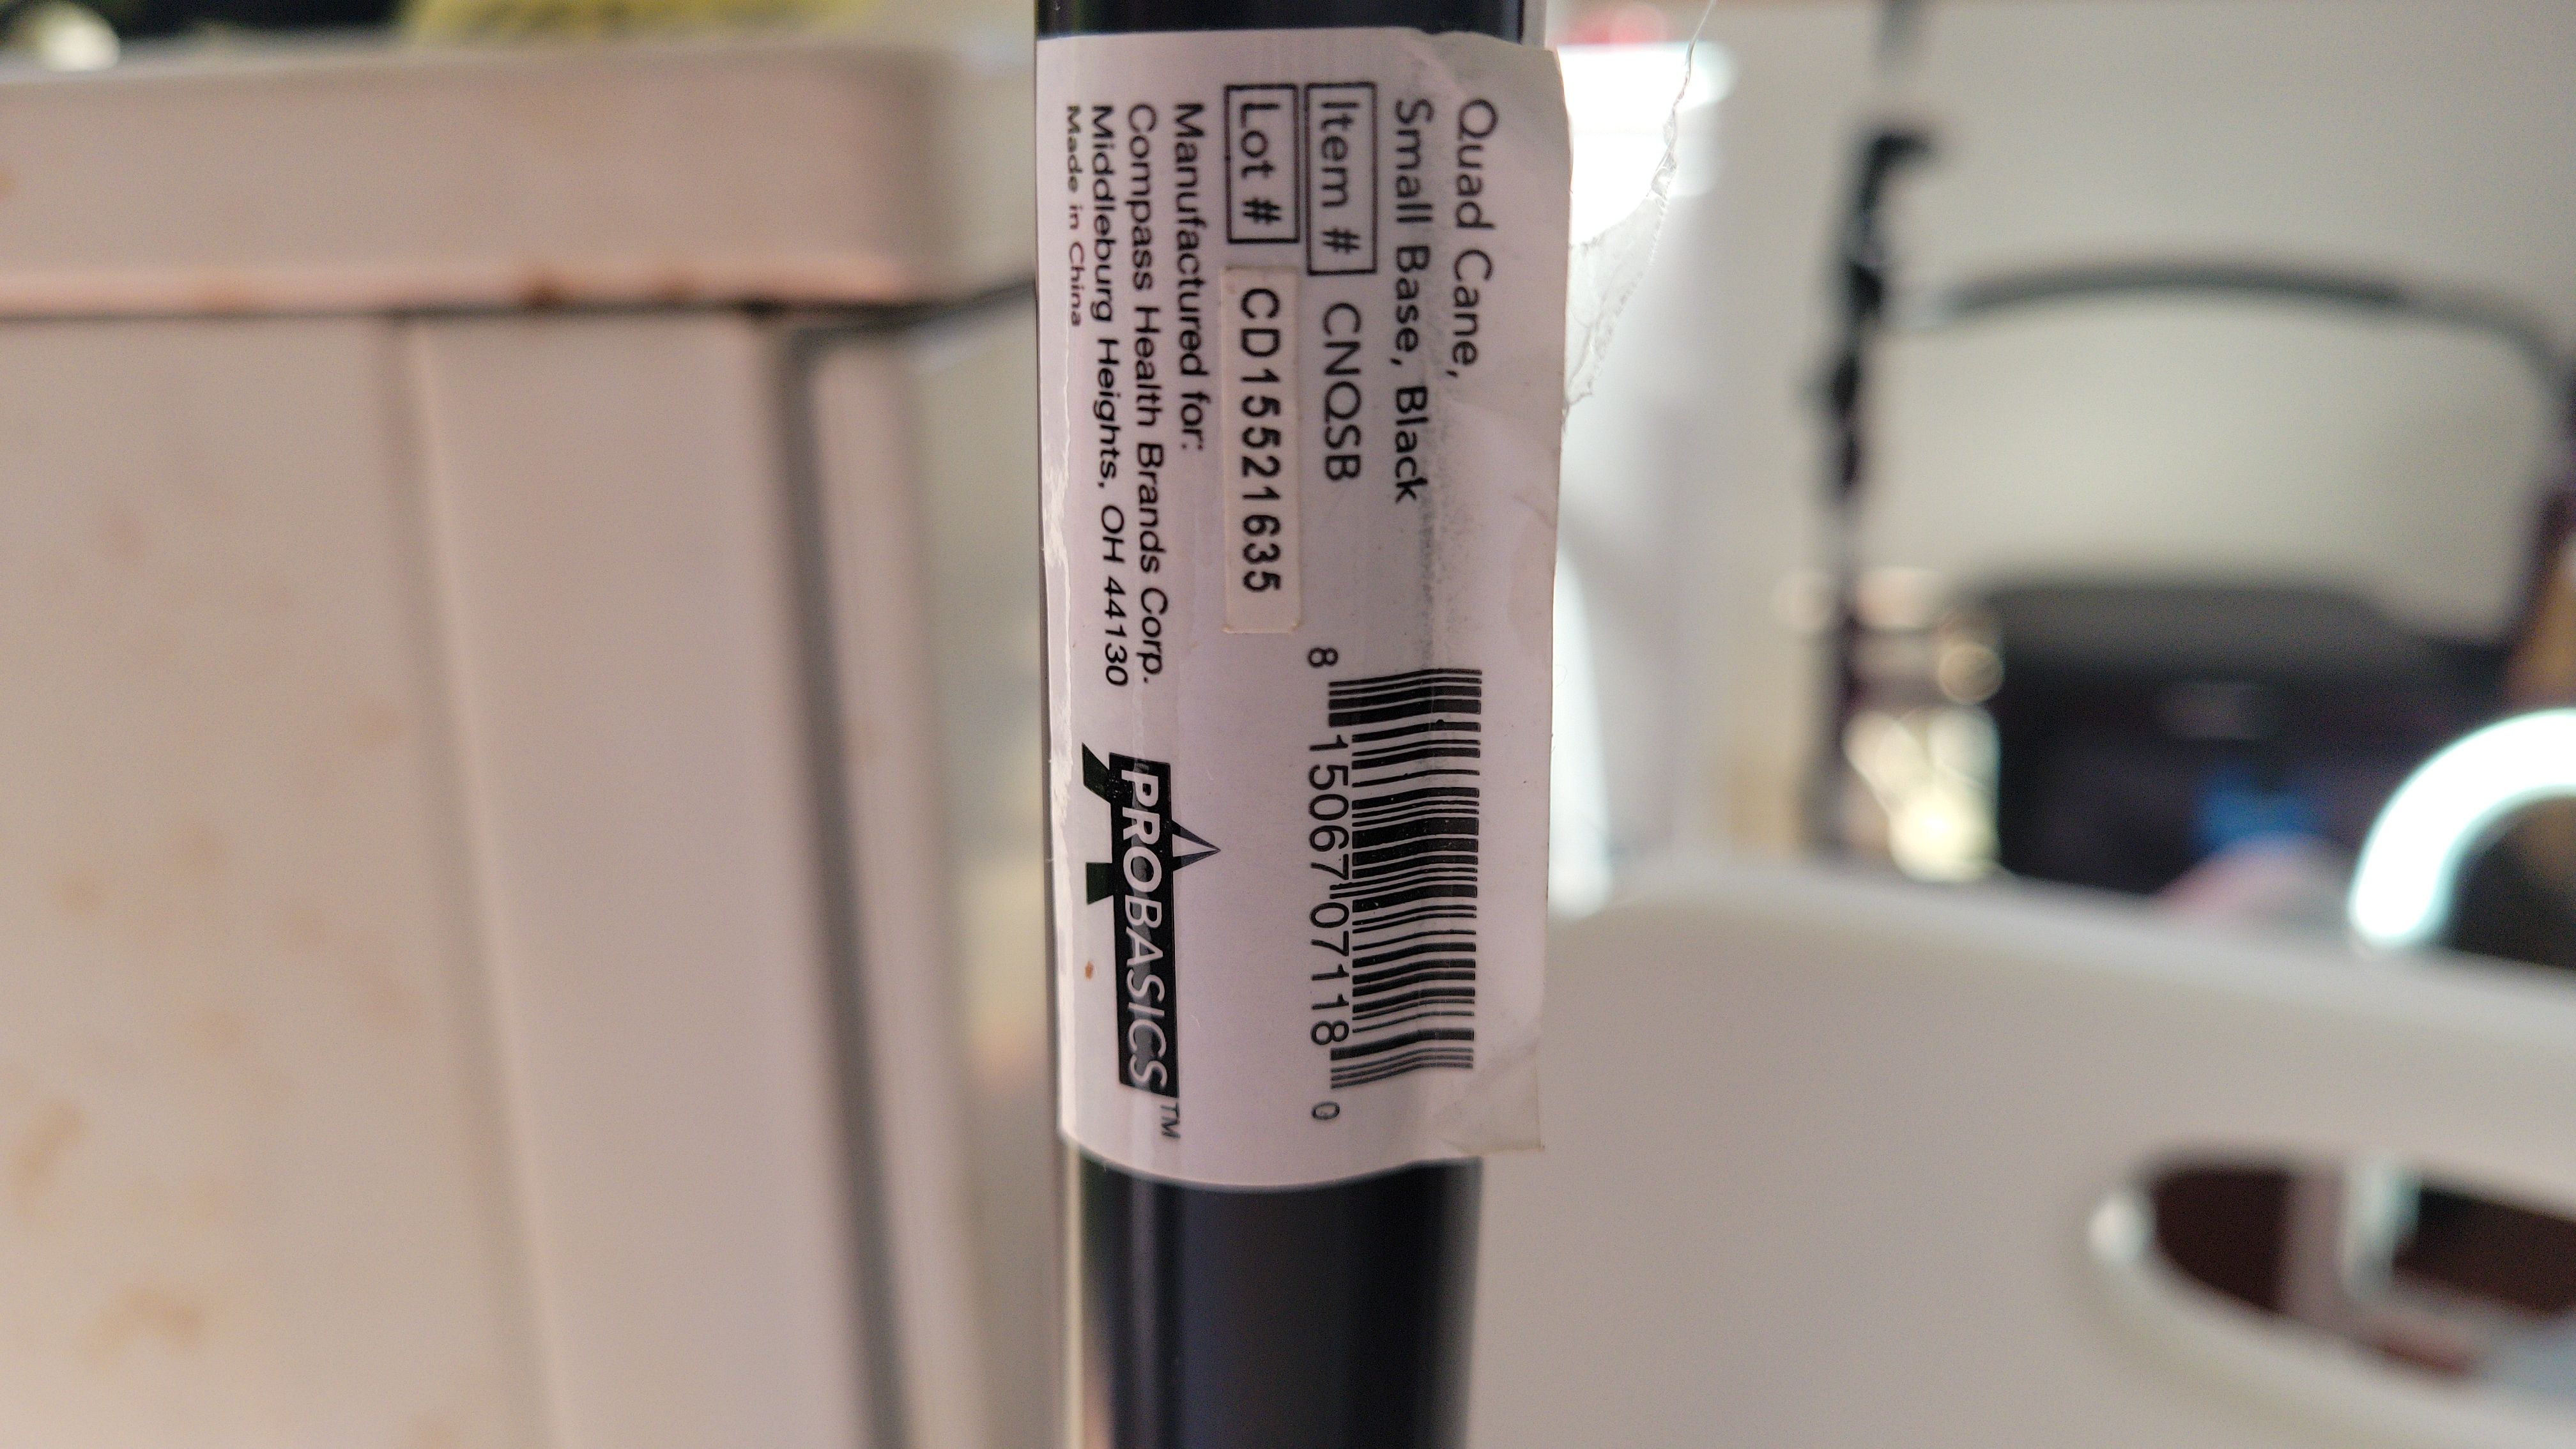 Quad Cane,
Small Base, Black
Item # CNQSB
Lot # CD15521635
8 15067 07118 0
Manufactured for:
Compass Health Brands Corp.
Middleburg Heights, OH 44130
Made in China
PROBASICS™